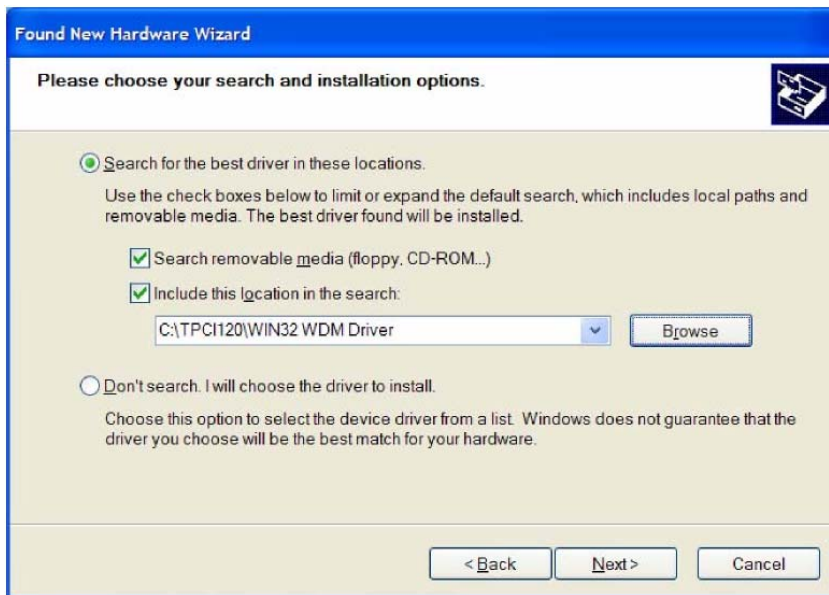 Found New Hardware Wizard
Please choose your search and installation options.
Search for the best driver in these locations.
Use the check boxes below to limit or expand the default search, which includes local paths and
removable media. The best driver found will be installed.
Search removable media (floppy, CD-ROM...)
Include this location in the search:
C:\TPCI120\WIN32 WDM Driver
Browse
Don't search. I will choose the driver to install.
Choose this option to select the device driver from a list. Windows does not guarantee that the
driver you choose will be the best match for your hardware.
< Back
Next >
Cancel